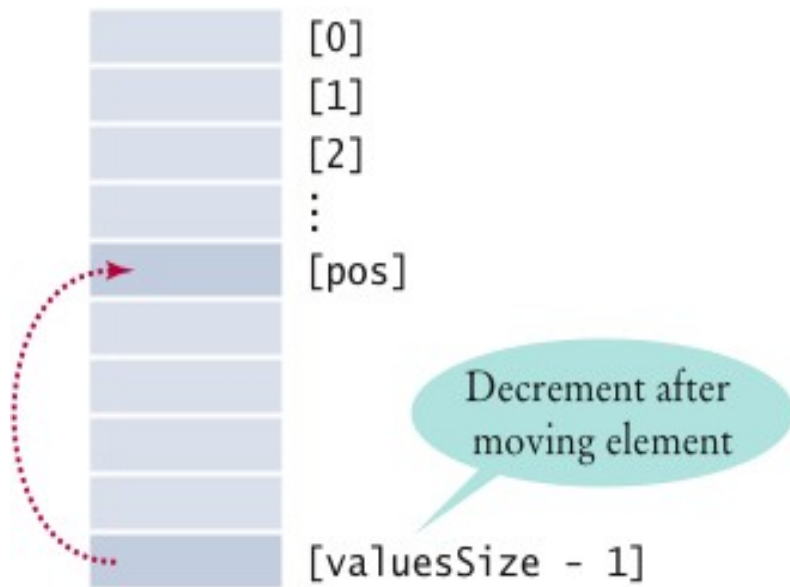 [0]
[1]
[2]
⋮
[pos]
Decrement after
moving element
[valuesSize - 1]